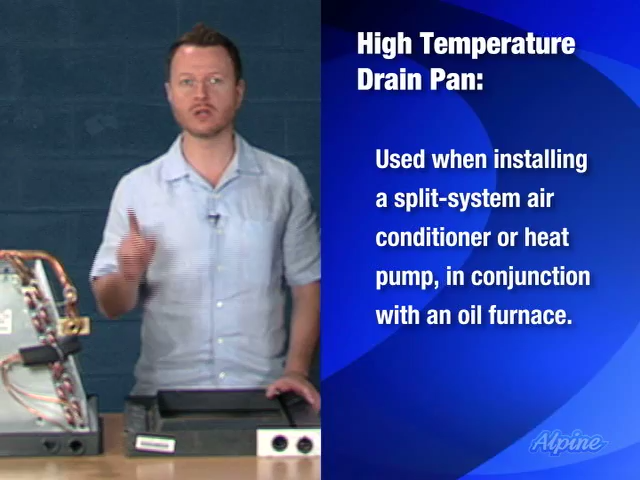 High Temperature
Drain Pan:
Used when installing
a split-system air
conditioner or heat
pump, in conjunction
with an oil furnace.
Alpine